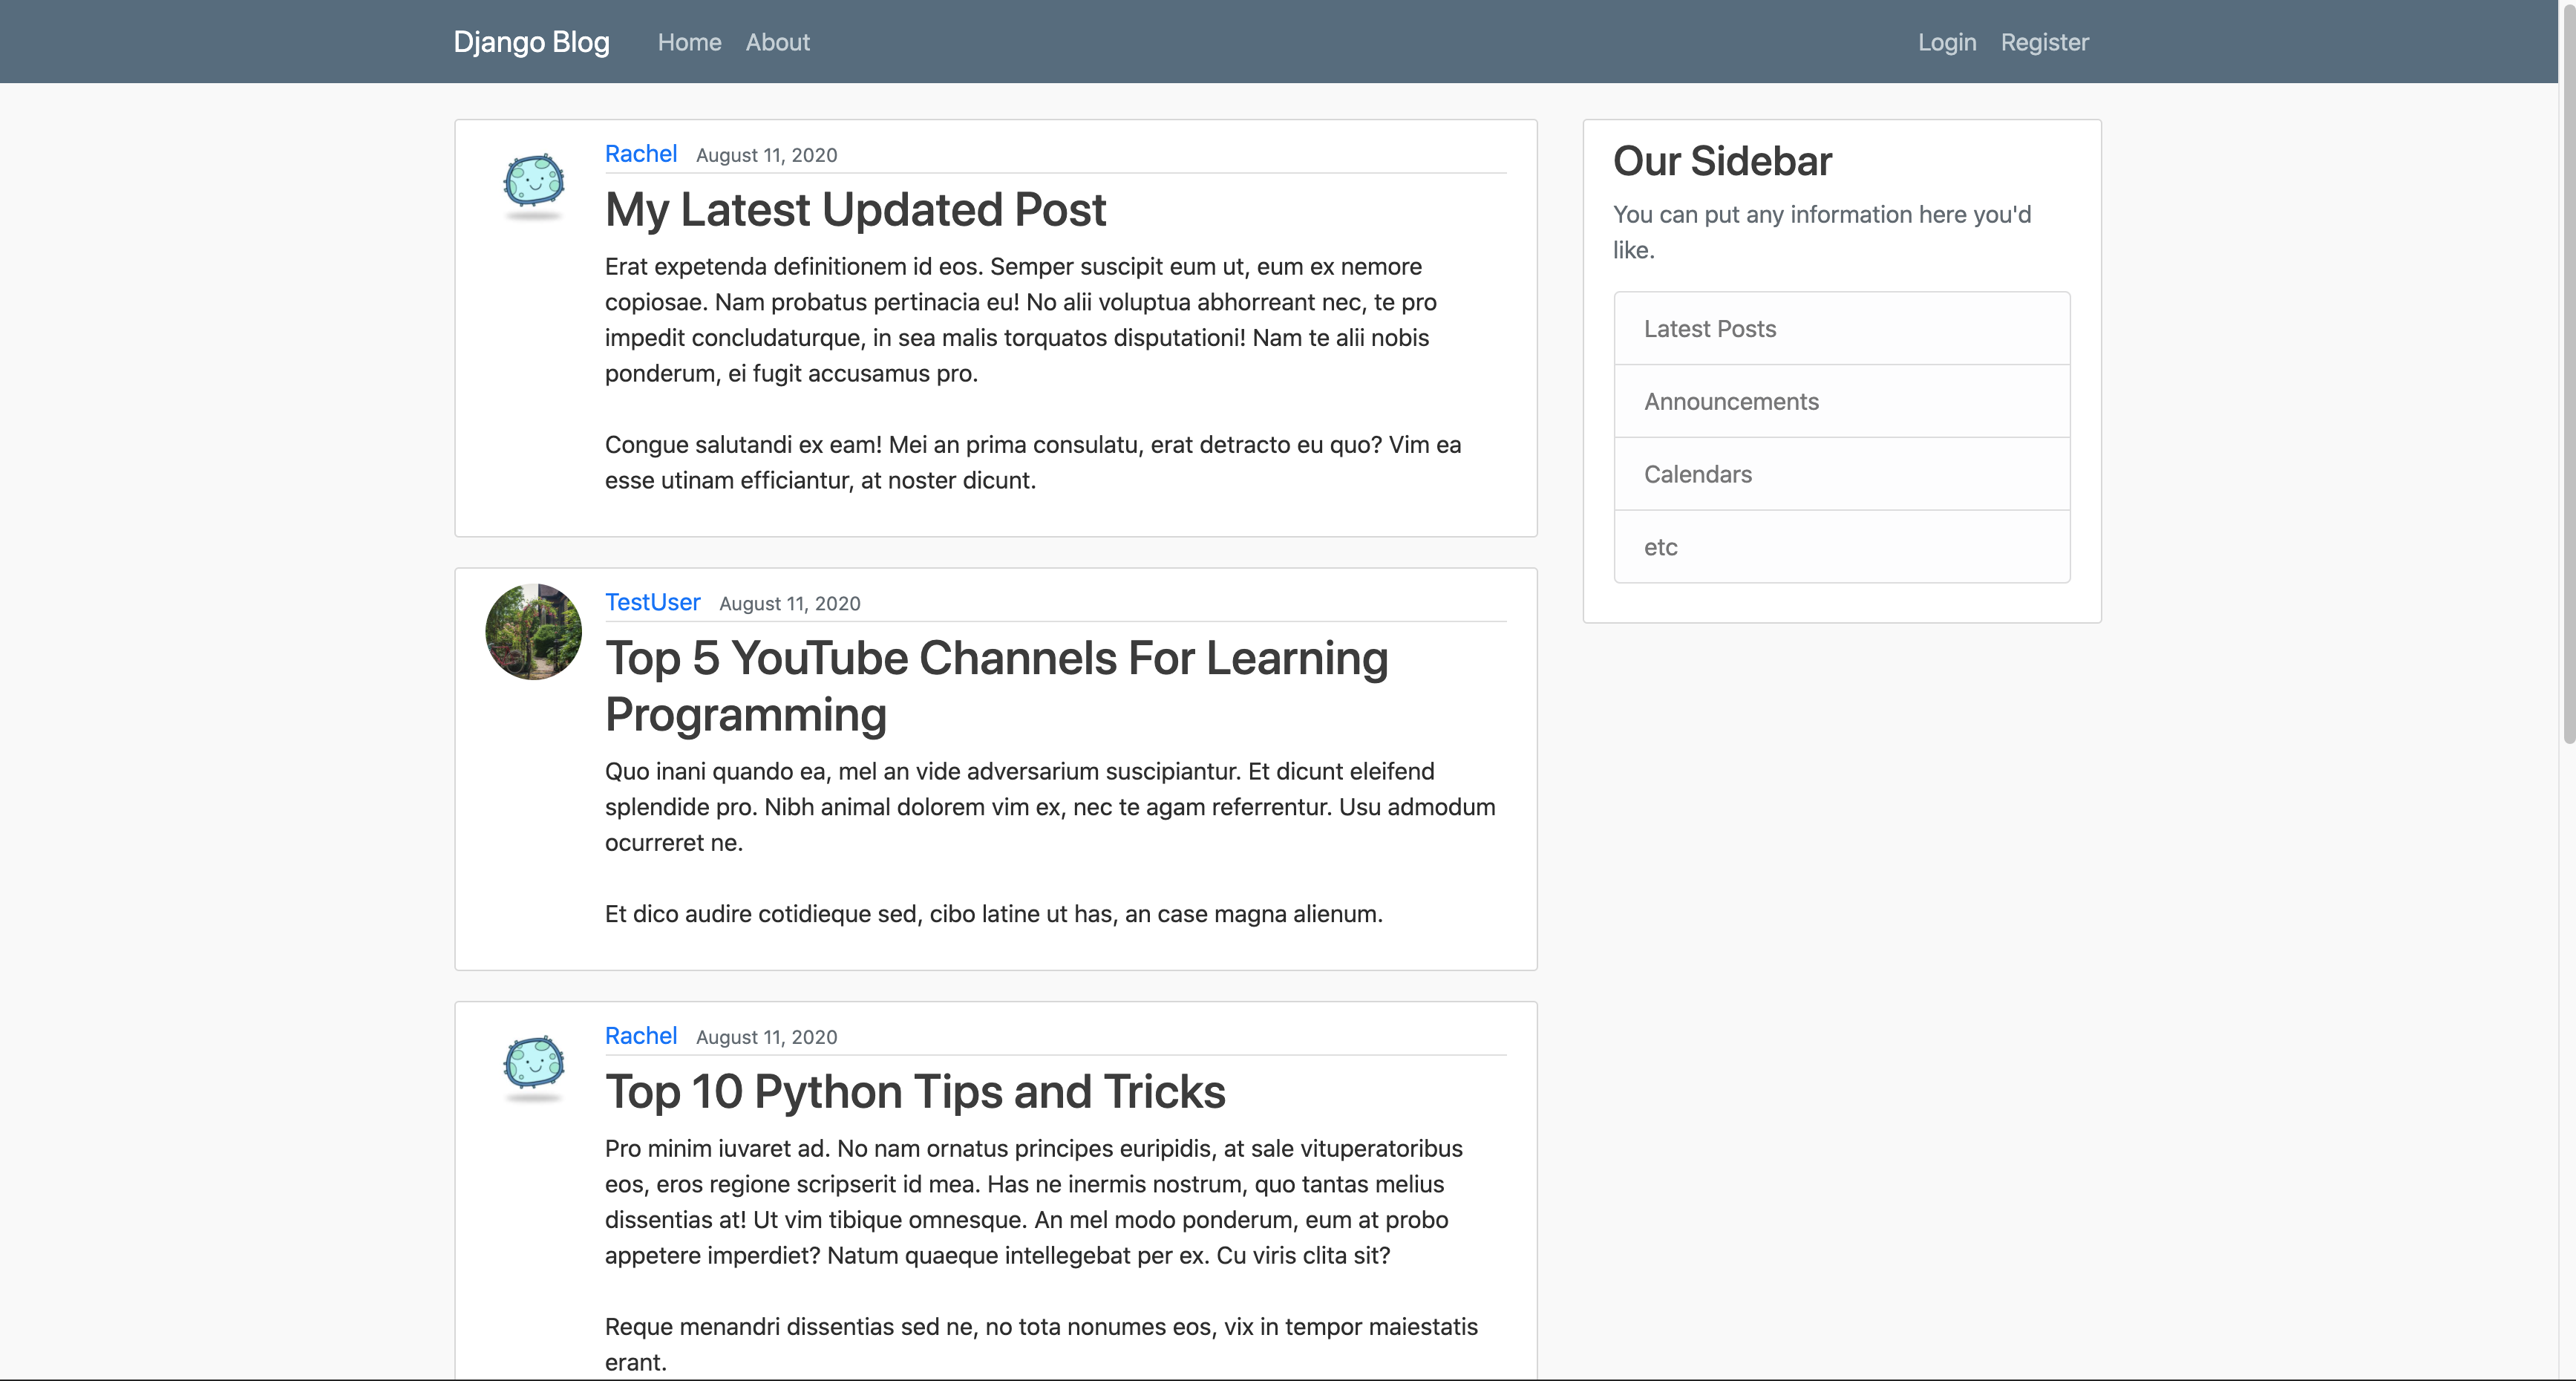 Django Blog Home About Login Register
Rachel August 11, 2020
My Latest Updated Post
Erat expetenda definitionem id eos. Semper suscipit eum ut, eum ex nemore
copiosae. Nam probatus pertinacia eu! No alii voluptua abhorreant nec, te pro
impedit concludaturque, in sea malis torquatos disputationi! Nam te alii nobis
ponderum, ei fugit accusamus pro.
Congue salutandi ex eam! Mei an prima consulatu, erat detracto eu quo? Vim ea
esse utinam efficiantur, at noster dicunt.
TestUser August 11, 2020
Top 5 YouTube Channels For Learning
Programming
Quo inani quando ea, mel an vide adversarium suscipiantur. Et dicunt eleifend
splendide pro. Nibh animal dolorem vim ex, nec te agam referrentur. Usu admodum
ocurreret ne.
Et dico audire cotidieque sed, cibo latine ut has, an case magna alienum.
Rachel August 11, 2020
Top 10 Python Tips and Tricks
Pro minim iuvaret ad. No nam ornatus principes euripidis, at sale vituperatoribus
eos, eros regione scripserit id mea. Has ne inermis nostrum, quo tantas melius
dissentias at! Ut vim tibique omnesque. An mel modo ponderum, eum at probo
appetere imperdiet? Natum quaeque intellegebat per ex. Cu viris clita sit?
Reque menandri dissentias sed ne, no tota nonumes eos, vix in tempor maiestatis
erant.
Our Sidebar
You can put any information here you'd
like.
Latest Posts
Announcements
Calendars
etc